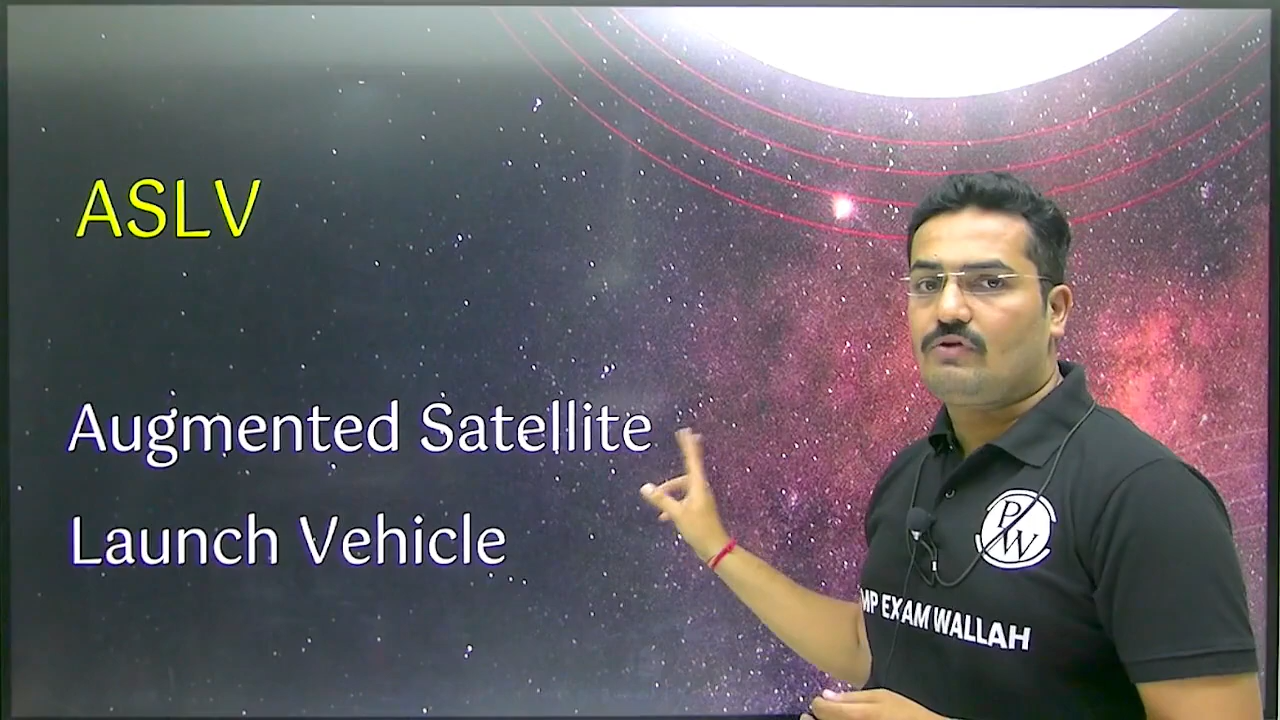 ASLV
Augmented Satellite
Launch Vehicle
PW
MP EXAM WALLAH